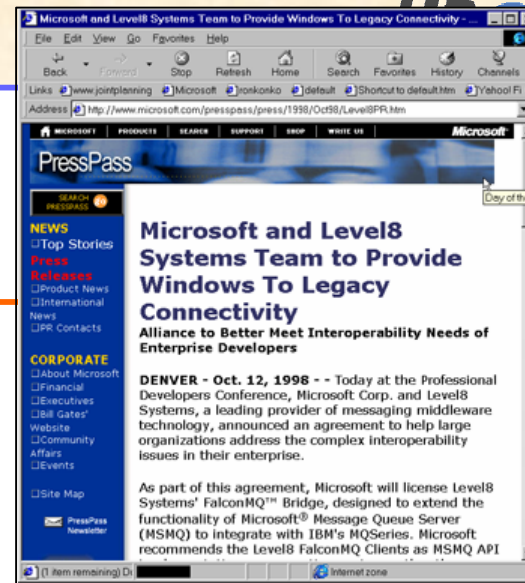 Microsoft and Level8 Systems Team to Provide Windows To Legacy Connectivity - ...
File Edit View Go Favorites Help
Back Forward Stop Refresh Home Search Favorites History Channels
Links www.jointplanning Microsoft ronkonko default Shortcut to default.htm Yahoo! Fi
Address http://www.microsoft.com/presspass/press/1998/Oct98/Level8PR.htm
MICROSOFT PRODUCTS SEARCH SUPPORT SHOP WRITE US Microsoft
PressPass
SEARCH PRESSPASS
Day of th
NEWS
Top Stories
Press
Releases
Product News
International
News
PR Contacts
CORPORATE
About Microsoft
Financial
Executives
Bill Gates'
Website
Community
Affairs
Events
Site Map
PressPass
Newsletter
Microsoft and Level8
Systems Team to Provide
Windows To Legacy
Connectivity
Alliance to Better Meet Interoperability Needs of
Enterprise Developers
DENVER - Oct. 12, 1998 - - Today at the Professional
Developers Conference, Microsoft Corp. and Level8
Systems, a leading provider of messaging middleware
technology, announced an agreement to help large
organizations address the complex interoperability
issues in their enterprise.
As part of this agreement, Microsoft will license Level8
Systems' FalconMQ™ Bridge, designed to extend the
functionality of Microsoft® Message Queue Server
(MSMQ) to integrate with IBM's MQSeries. Microsoft
recommends the Level8 FalconMQ Clients as MSMQ API
(1 item remaining) Di
Internet zone